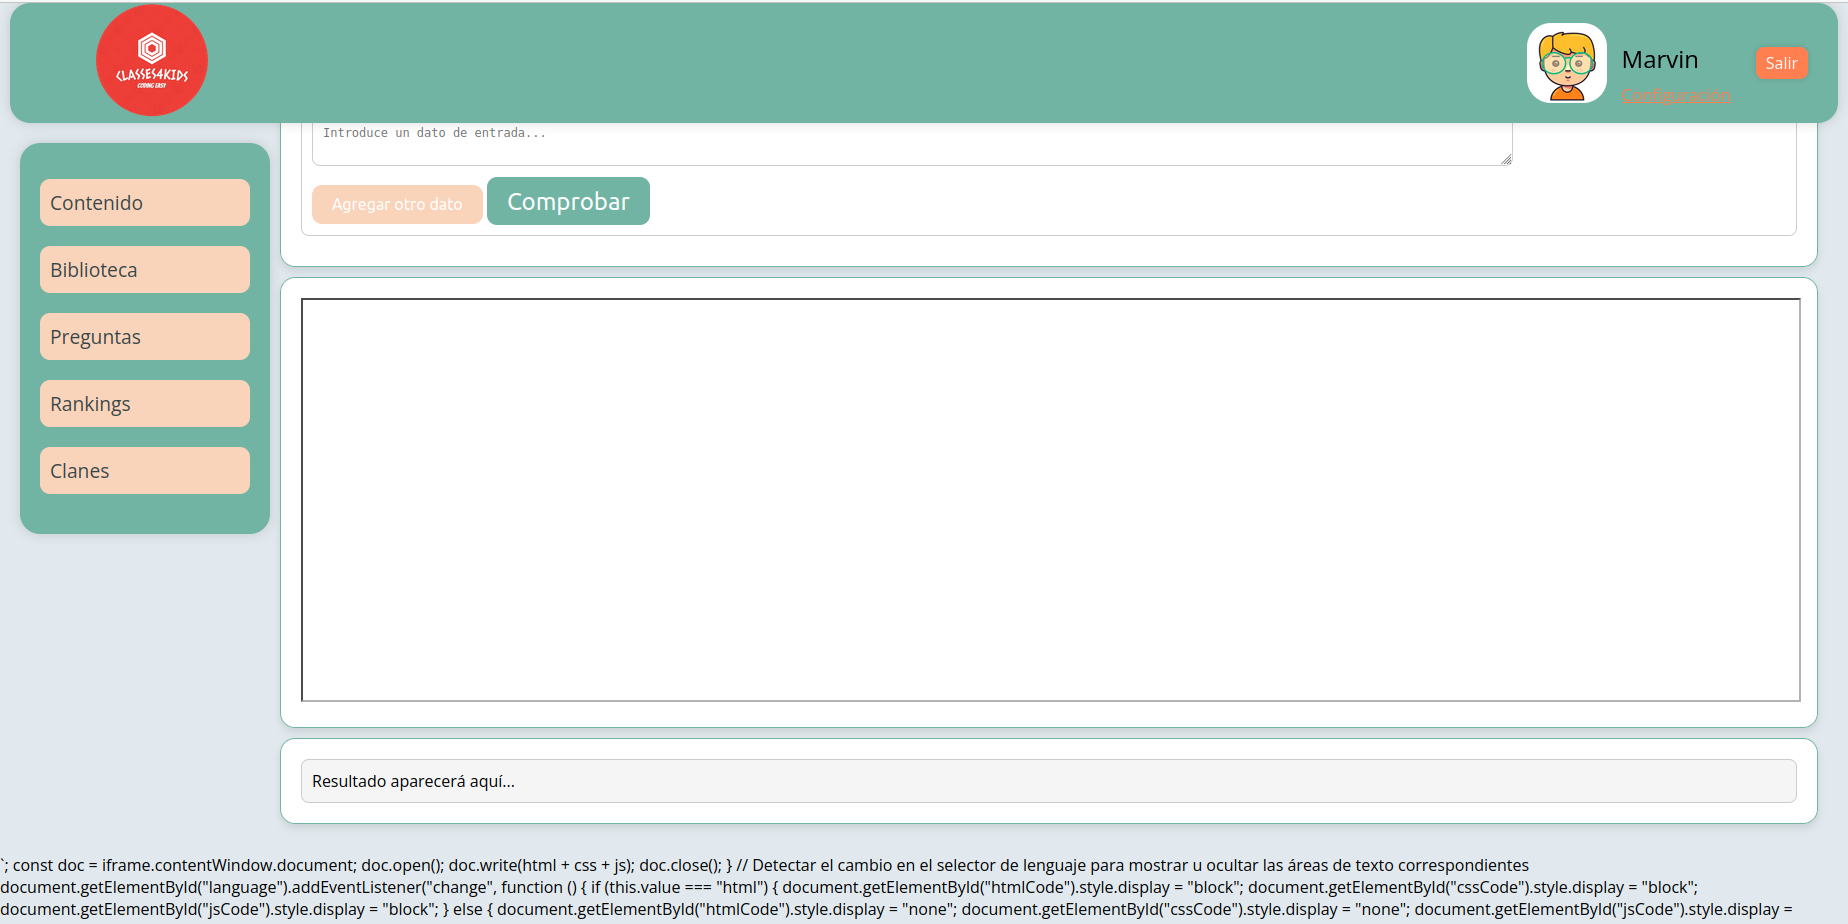 CLASSES4KIDS
CODING EASY
Marvin
Configuración
Salir
Contenido
Biblioteca
Preguntas
Rankings
Clanes
Introduce un dato de entrada...
Agregar otro dato
Comprobar
Resultado aparecerá aquí...
`; const doc = iframe.contentWindow.document; doc.open(); doc.write(html + css + js); doc.close(); } // Detectar el cambio en el selector de lenguaje para mostrar u ocultar las áreas de texto correspondientes
document.getElementById("language").addEventListener("change", function () { if (this.value === "html") { document.getElementById("htmlCode").style.display = "block"; document.getElementById("cssCode").style.display = "block";
document.getElementById("jsCode").style.display = "block"; } else { document.getElementById("htmlCode").style.display = "none"; document.getElementById("cssCode").style.display = "none"; document.getElementById("jsCode").style.display =